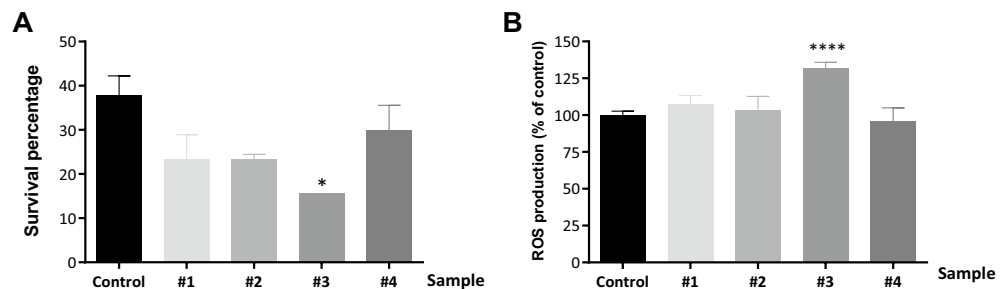 A
Survival percentage
50
40
30
20
10
0
*
Control #1 #2 #3 #4 Sample
B
ROS production (% of control)
150
125
100
75
50
25
0
****
Control #1 #2 #3 #4 Sample